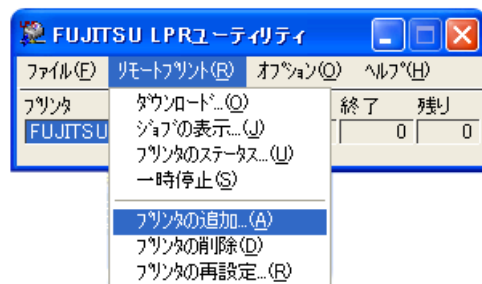 FUJITSU LPRユーティリティ
ファイル(F) リモートプリント(R) オプション(O) ヘルプ(H)
プリンタ 終了 残り
FUJITSU 0 0
ダウンロード...(O)
ジョブの表示...(J)
プリンタのステータス...(U)
一時停止(S)
プリンタの追加...(A)
プリンタの削除(D)
プリンタの再設定...(R)